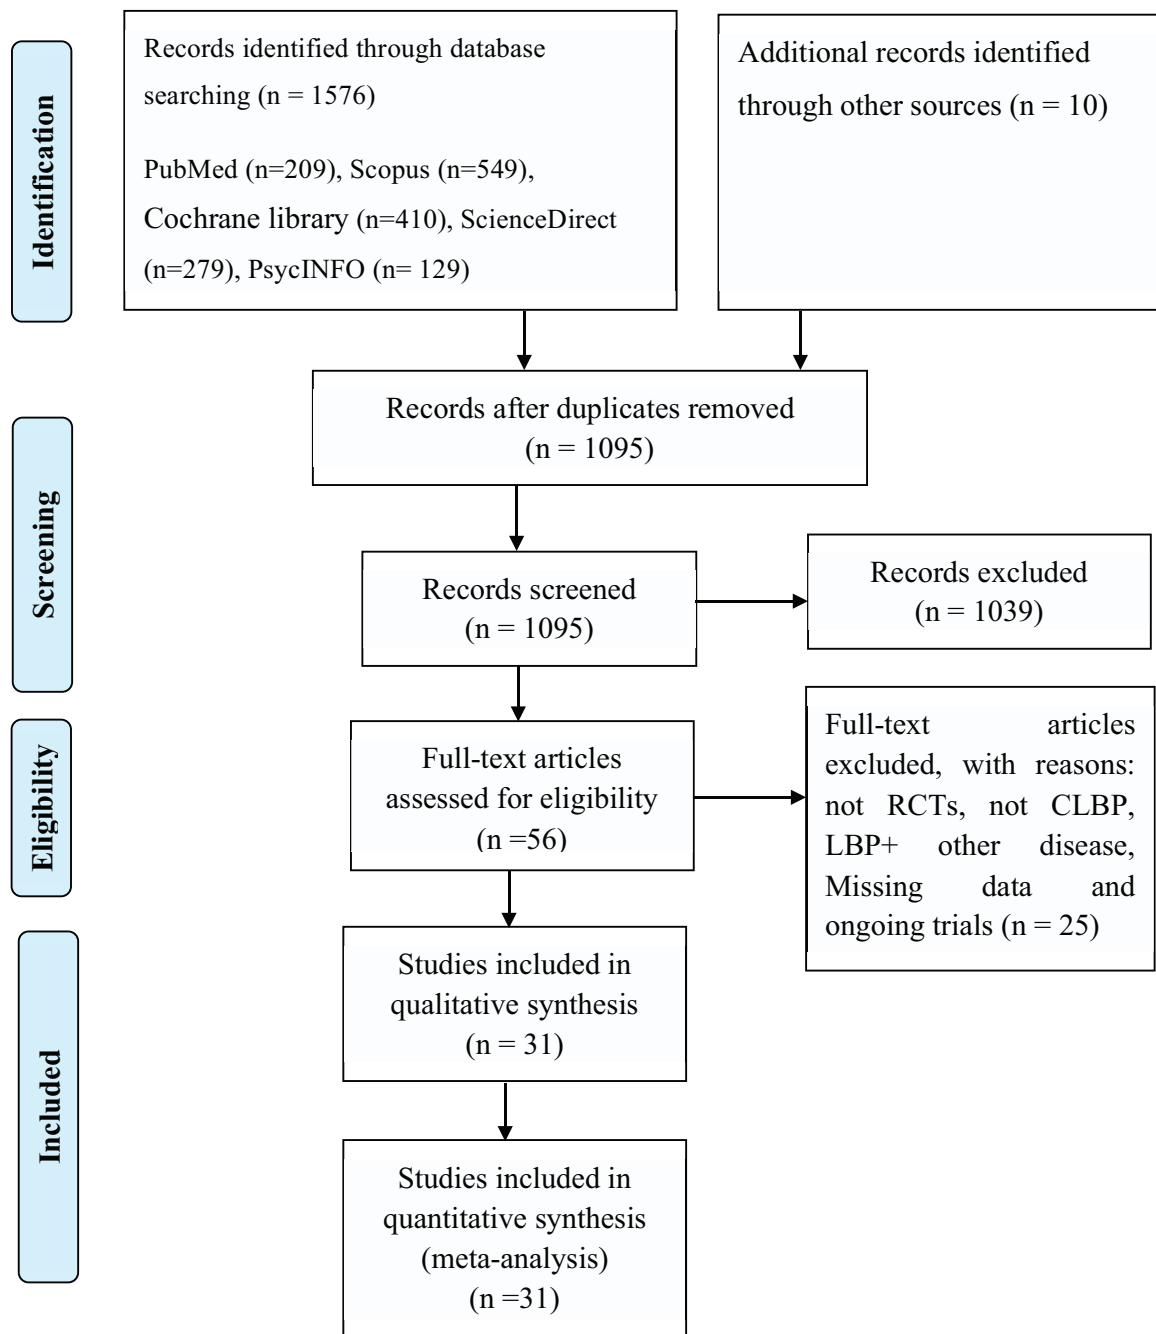 Identification
Records identified through database
searching (n = 1576)
PubMed (n=209), Scopus (n=549),
Cochrane library (n=410), ScienceDirect
(n=279), PsycINFO (n= 129)
Additional records identified
through other sources (n = 10)
Records after duplicates removed
(n = 1095)
Screening
Records screened
(n = 1095)
Records excluded
(n = 1039)
Eligibility
Full-text articles
assessed for eligibility
(n =56)
Full-text articles
excluded, with reasons:
not RCTs, not CLBP,
LBP+ other disease,
Missing data and
ongoing trials (n = 25)
Included
Studies included in
qualitative synthesis
(n = 31)
Studies included in
quantitative synthesis
(meta-analysis)
(n =31)